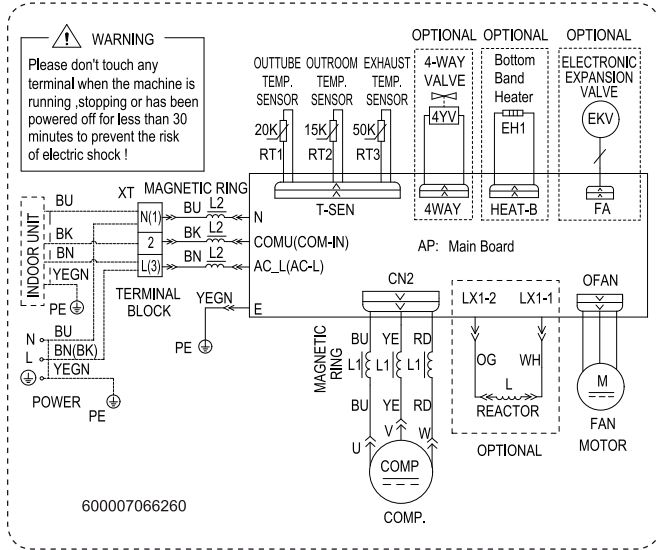 WARNING
Please don't touch any
terminal when the machine is
running ,stopping or has been
powered off for less than 30
minutes to prevent the risk
of electric shock !
OPTIONAL OPTIONAL OPTIONAL
OUTTUBE TEMP. SENSOR
OUTROOM TEMP. SENSOR
EXHAUST TEMP. SENSOR
4-WAY
VALVE
Bottom
Band
Heater
ELECTRONIC
EXPANSION
VALVE
20K 15K 50K
RT1 RT2 RT3
4YV
EH1
EKV
T-SEN
4WAY
HEAT-B
FA
XT MAGNETIC RING
INDOOR UNIT
BU
BK
BN
YEGN
PE
N(1)
2
L(3)
BU L2 N
BK L2 COMU(COM-IN)
BN L2 AC_L(AC-L)
TERMINAL
BLOCK
YEGN E
PE
AP: Main Board
N BU
L BN(BK)
YEGN
POWER
PE
CN2
LX1-2 LX1-1
OFAN
MAGNETIC
RING
BU YE RD
L1 L1 L1
BU YE RD
U V W
COMP
COMP.
OG WH
L
REACTOR
OPTIONAL
M
FAN
MOTOR
600007066260